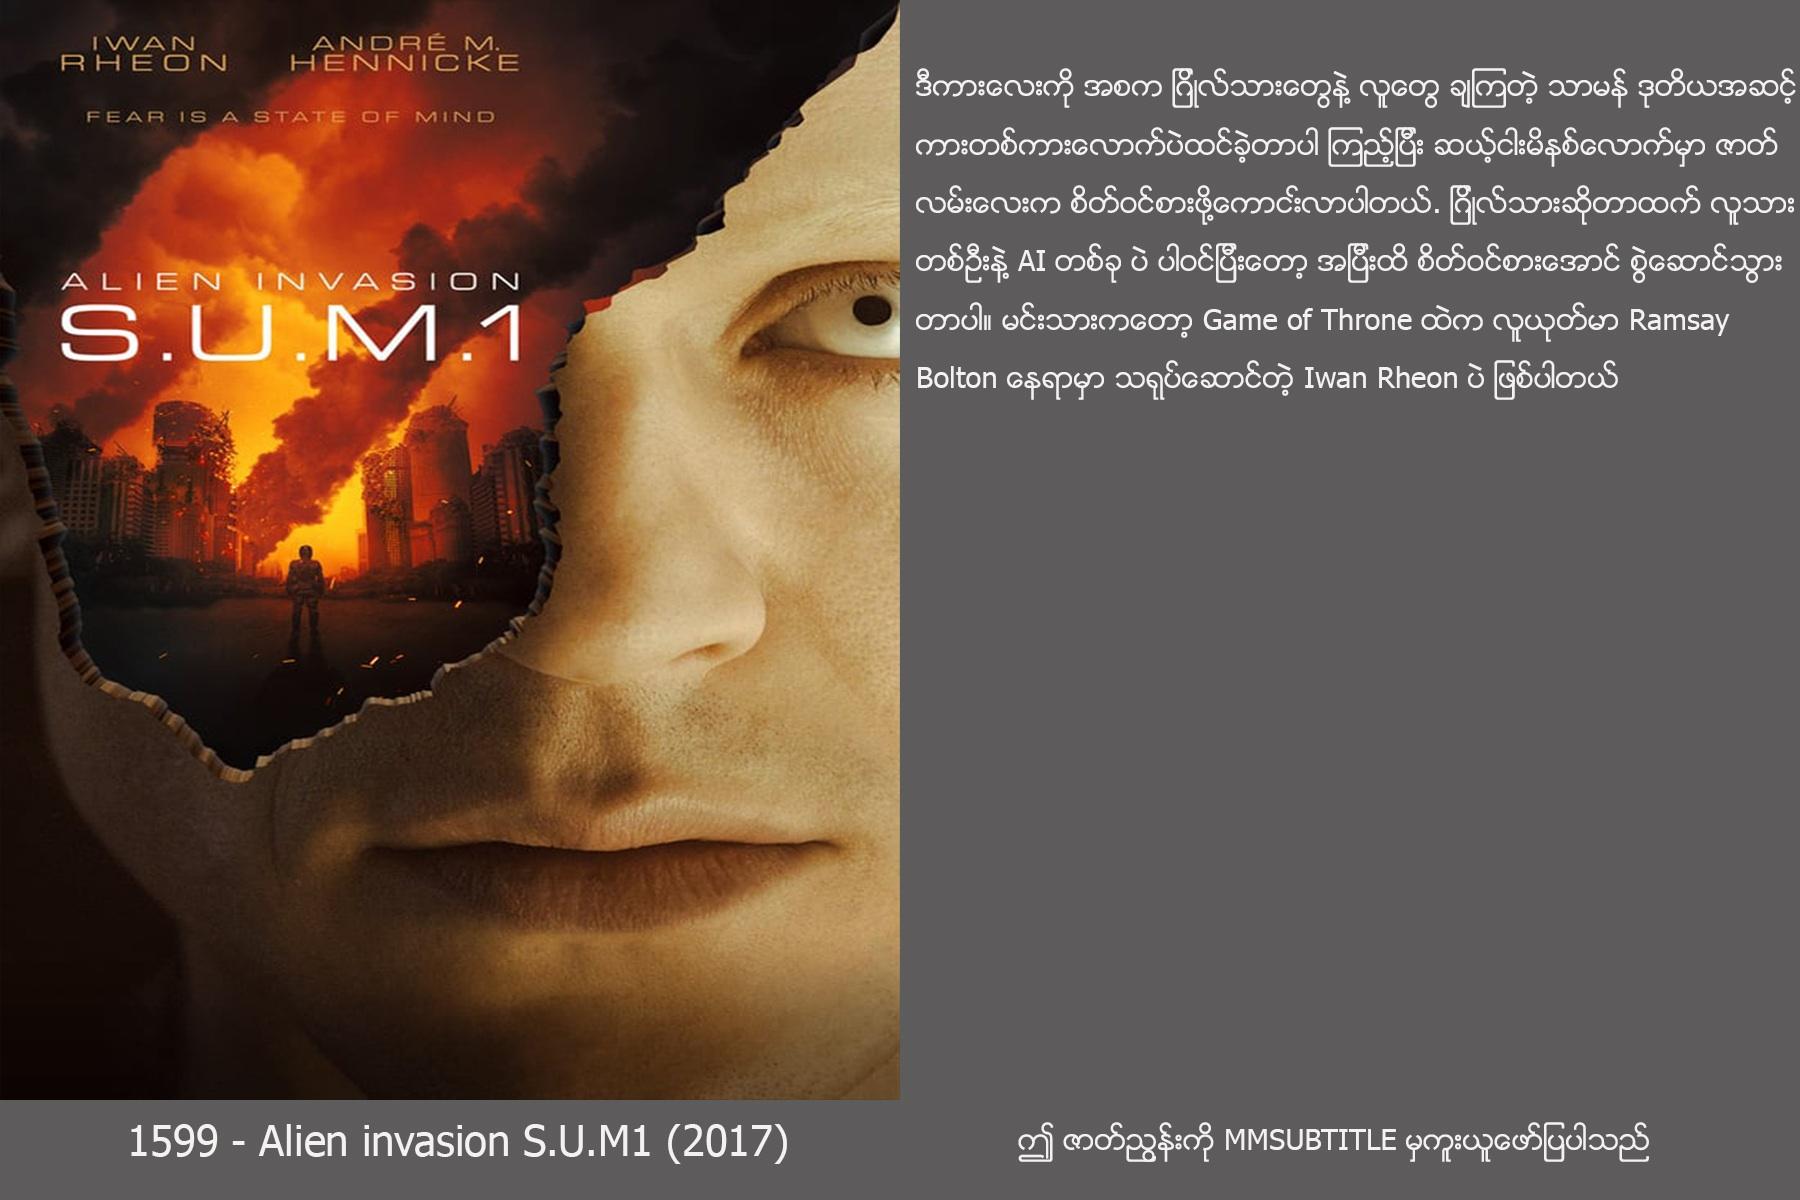 IWAN RHEON
ANDRÉ M. HENNICKE
FEAR IS A STATE OF MIND
ALIEN INVASION
S.U.M.1
ဒီကားလေးကို အစက ဂြိုလ်သားတွေနဲ့ လူတွေ ချကြတဲ့ သာမန် ဒုတိယအဆင့်
ကားတစ်ကားလောက်ပဲထင်ခဲ့တာပါ ကြည့်ပြီး ဆယ့်ငါးမိနစ်လောက်မှာ ဇာတ်
လမ်းလေးက စိတ်ဝင်စားဖို့ကောင်းလာပါတယ်. ဂြိုလ်သားဆိုတာထက် လူသား
တစ်ဦးနဲ့ AI တစ်ခု ပဲ ပါဝင်ပြီးတော့ အပြီးထိ စိတ်ဝင်စားအောင် စွဲဆောင်သွား
တာပါ။ မင်းသားကတော့ Game of Throne ထဲက လူယုတ်မာ Ramsay
Bolton နေရာမှာ သရုပ်ဆောင်တဲ့ Iwan Rheon ပဲ ဖြစ်ပါတယ်
1599 - Alien invasion S.U.M1 (2017)
ဤ ဇာတ်ညွှန်းကို MMSUBTITLE မှကူးယူဖော်ပြပါသည်